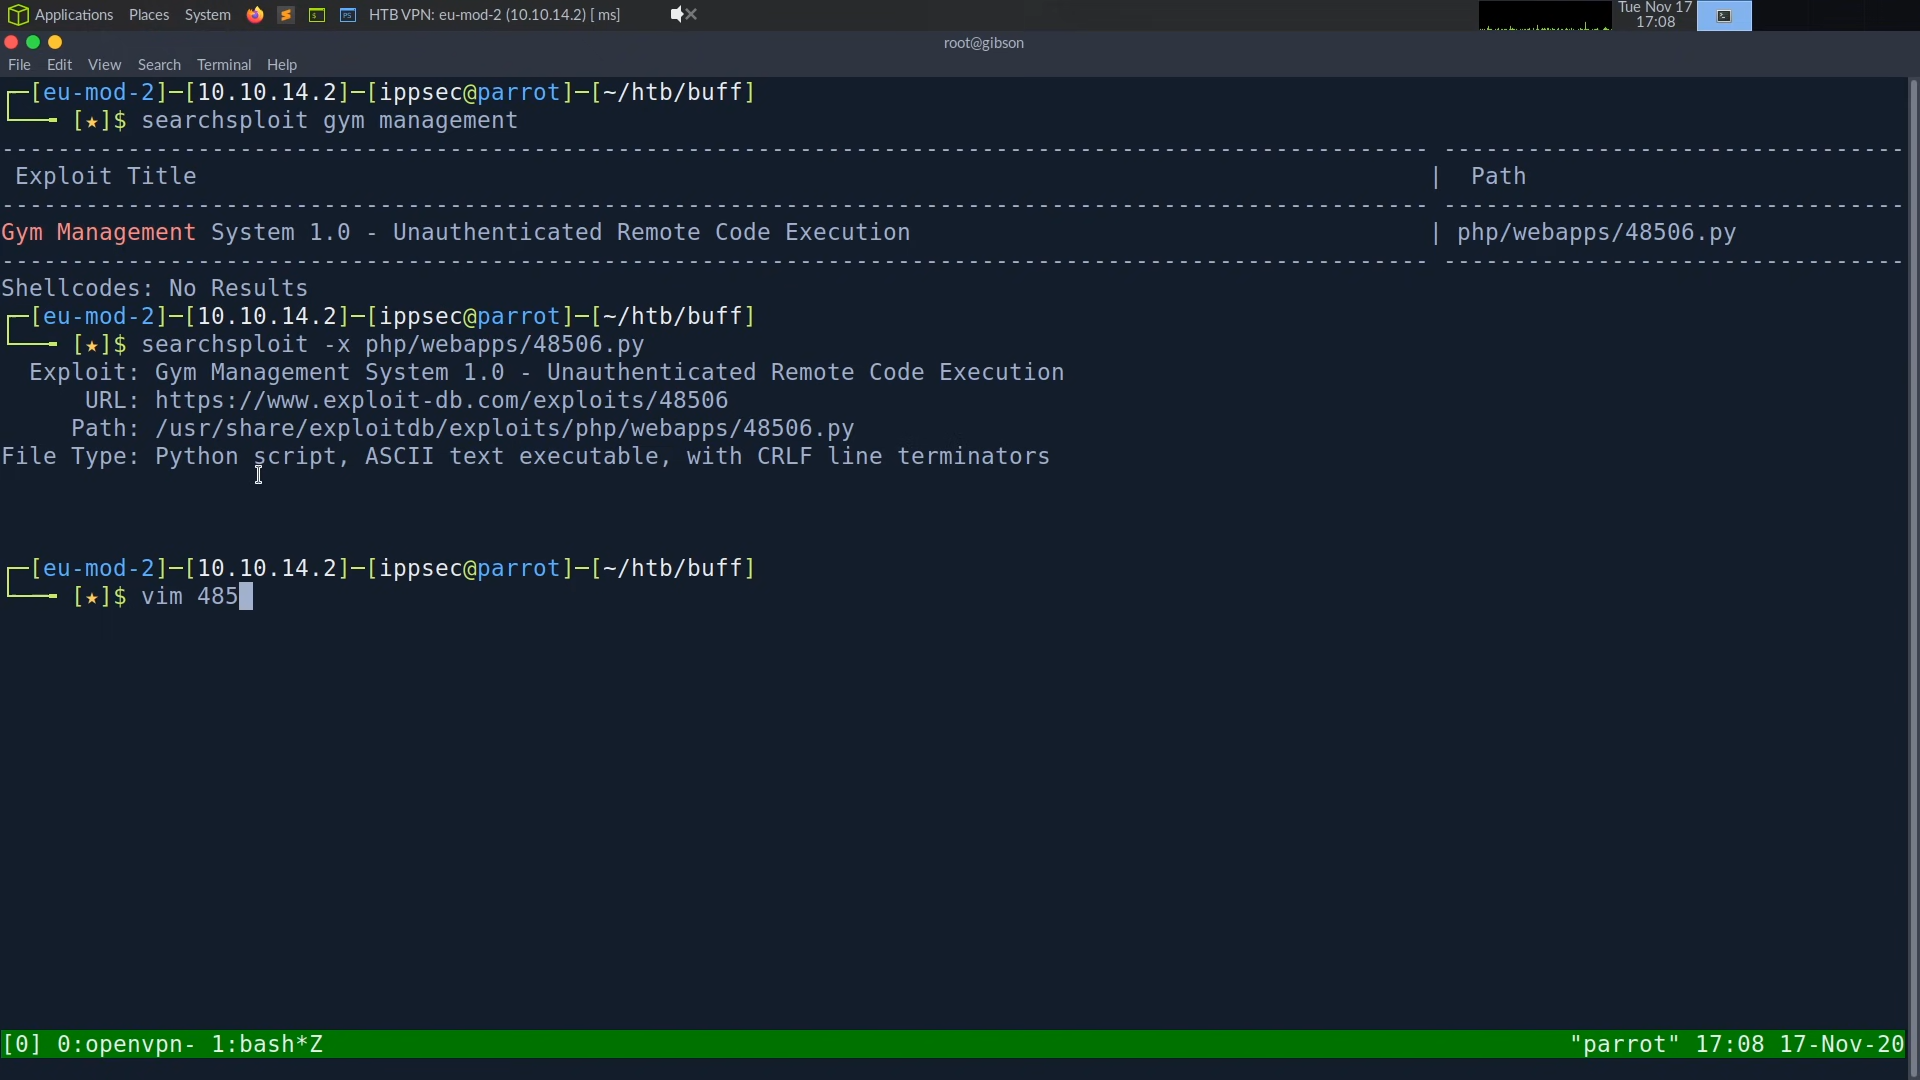 Applications Places System HTB VPN: eu-mod-2 (10.10.14.2) [ ms] Tue Nov 17
17:08
root@gibson
File Edit View Search Terminal Help
┌─[eu-mod-2]─[10.10.14.2]─[ippsec@parrot]─[~/htb/buff]
└──╼ [★]$ searchsploit gym management
Exploit Title | Path
Gym Management System 1.0 - Unauthenticated Remote Code Execution | php/webapps/48506.py
Shellcodes: No Results
┌─[eu-mod-2]─[10.10.14.2]─[ippsec@parrot]─[~/htb/buff]
└──╼ [★]$ searchsploit -x php/webapps/48506.py
Exploit: Gym Management System 1.0 - Unauthenticated Remote Code Execution
URL: https://www.exploit-db.com/exploits/48506
Path: /usr/share/exploitdb/exploits/php/webapps/48506.py
File Type: Python script, ASCII text executable, with CRLF line terminators
┌─[eu-mod-2]─[10.10.14.2]─[ippsec@parrot]─[~/htb/buff]
└──╼ [★]$ vim 485
[0] 0:openvpn- 1:bash*Z "parrot" 17:08 17-Nov-20